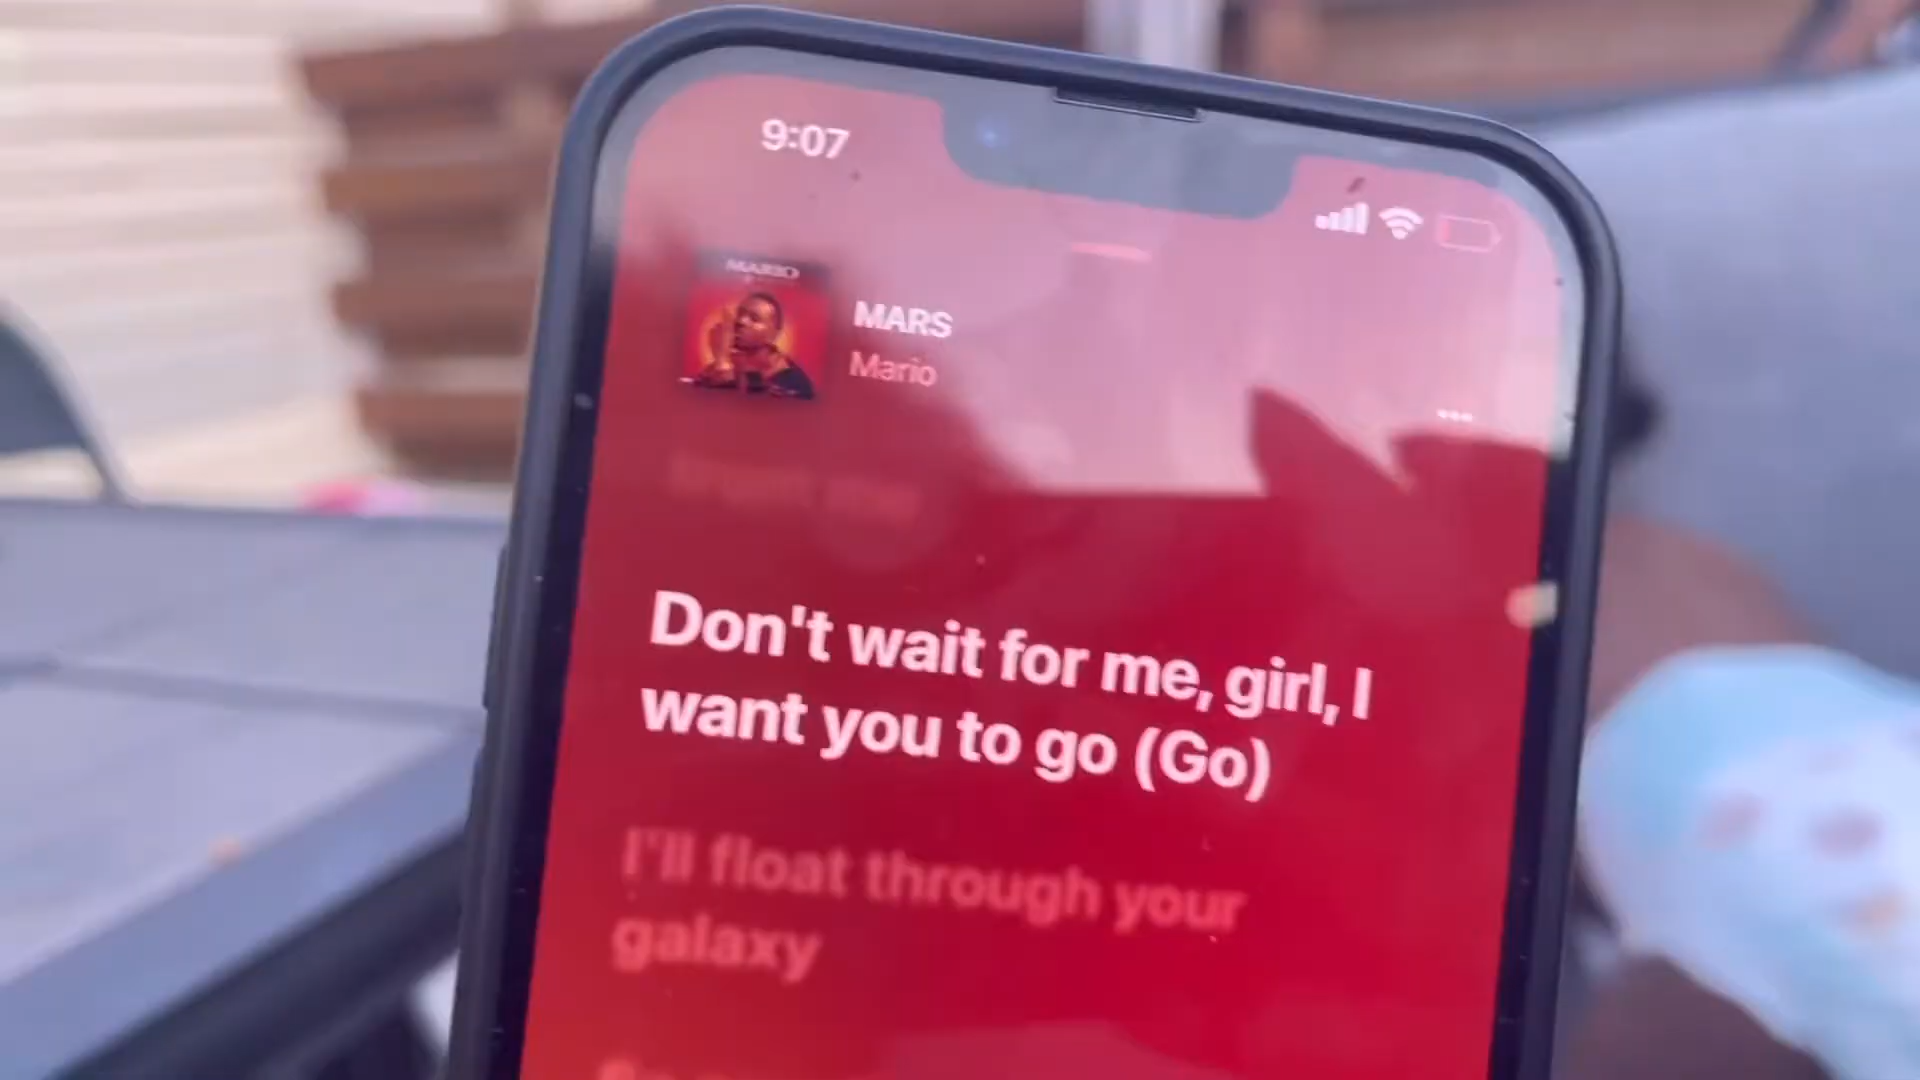 9:07
MARIO
MARS
Mario
Don't wait for me, girl, I
want you to go (Go)
I'll float through your
galaxy